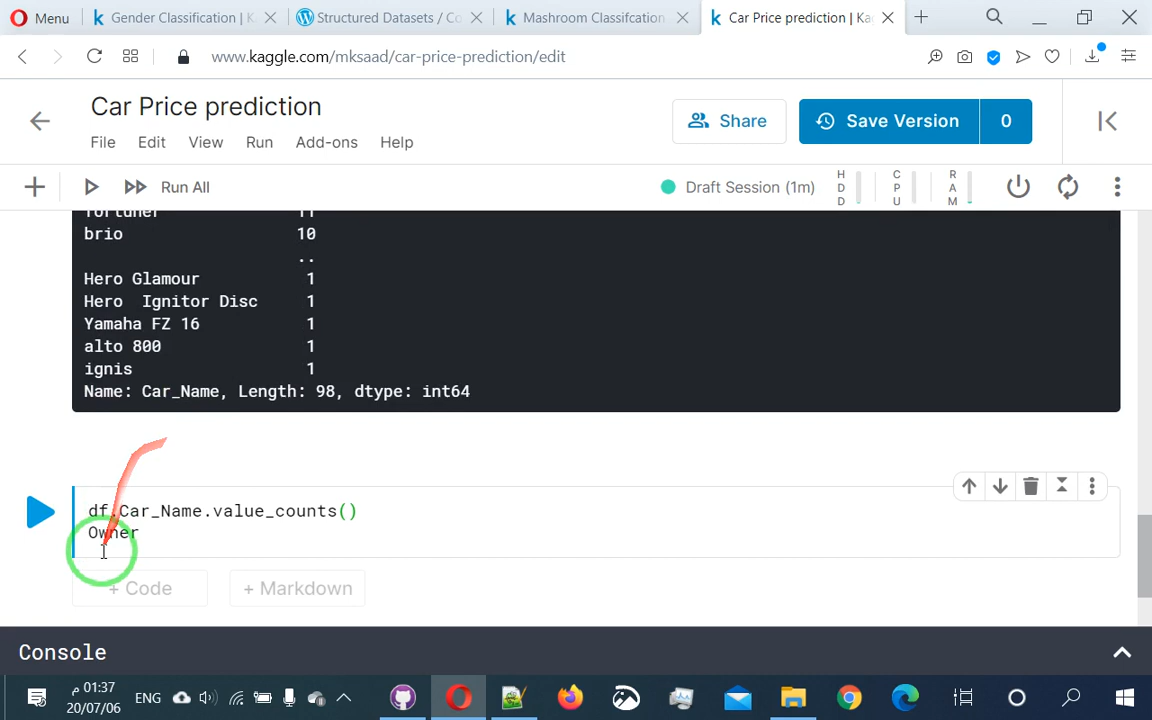 Menu
Gender Classification | K
Structured Datasets / Co
Mashroom Classifcation
Car Price prediction | Ka
www.kaggle.com/mksaad/car-price-prediction/edit
Car Price prediction
File Edit View Run Add-ons Help
Share
Save Version 0
Run All
Draft Session (1m)
HDD
CPU
RAM
fortuner 11
brio 10
..
Hero Glamour 1
Hero  Ignitor Disc 1
Yamaha FZ 16 1
alto 800 1
ignis 1
Name: Car_Name, Length: 98, dtype: int64
df.Car_Name.value_counts()
Owner
+ Code + Markdown
Console
01:37 م
20/07/06
ENG